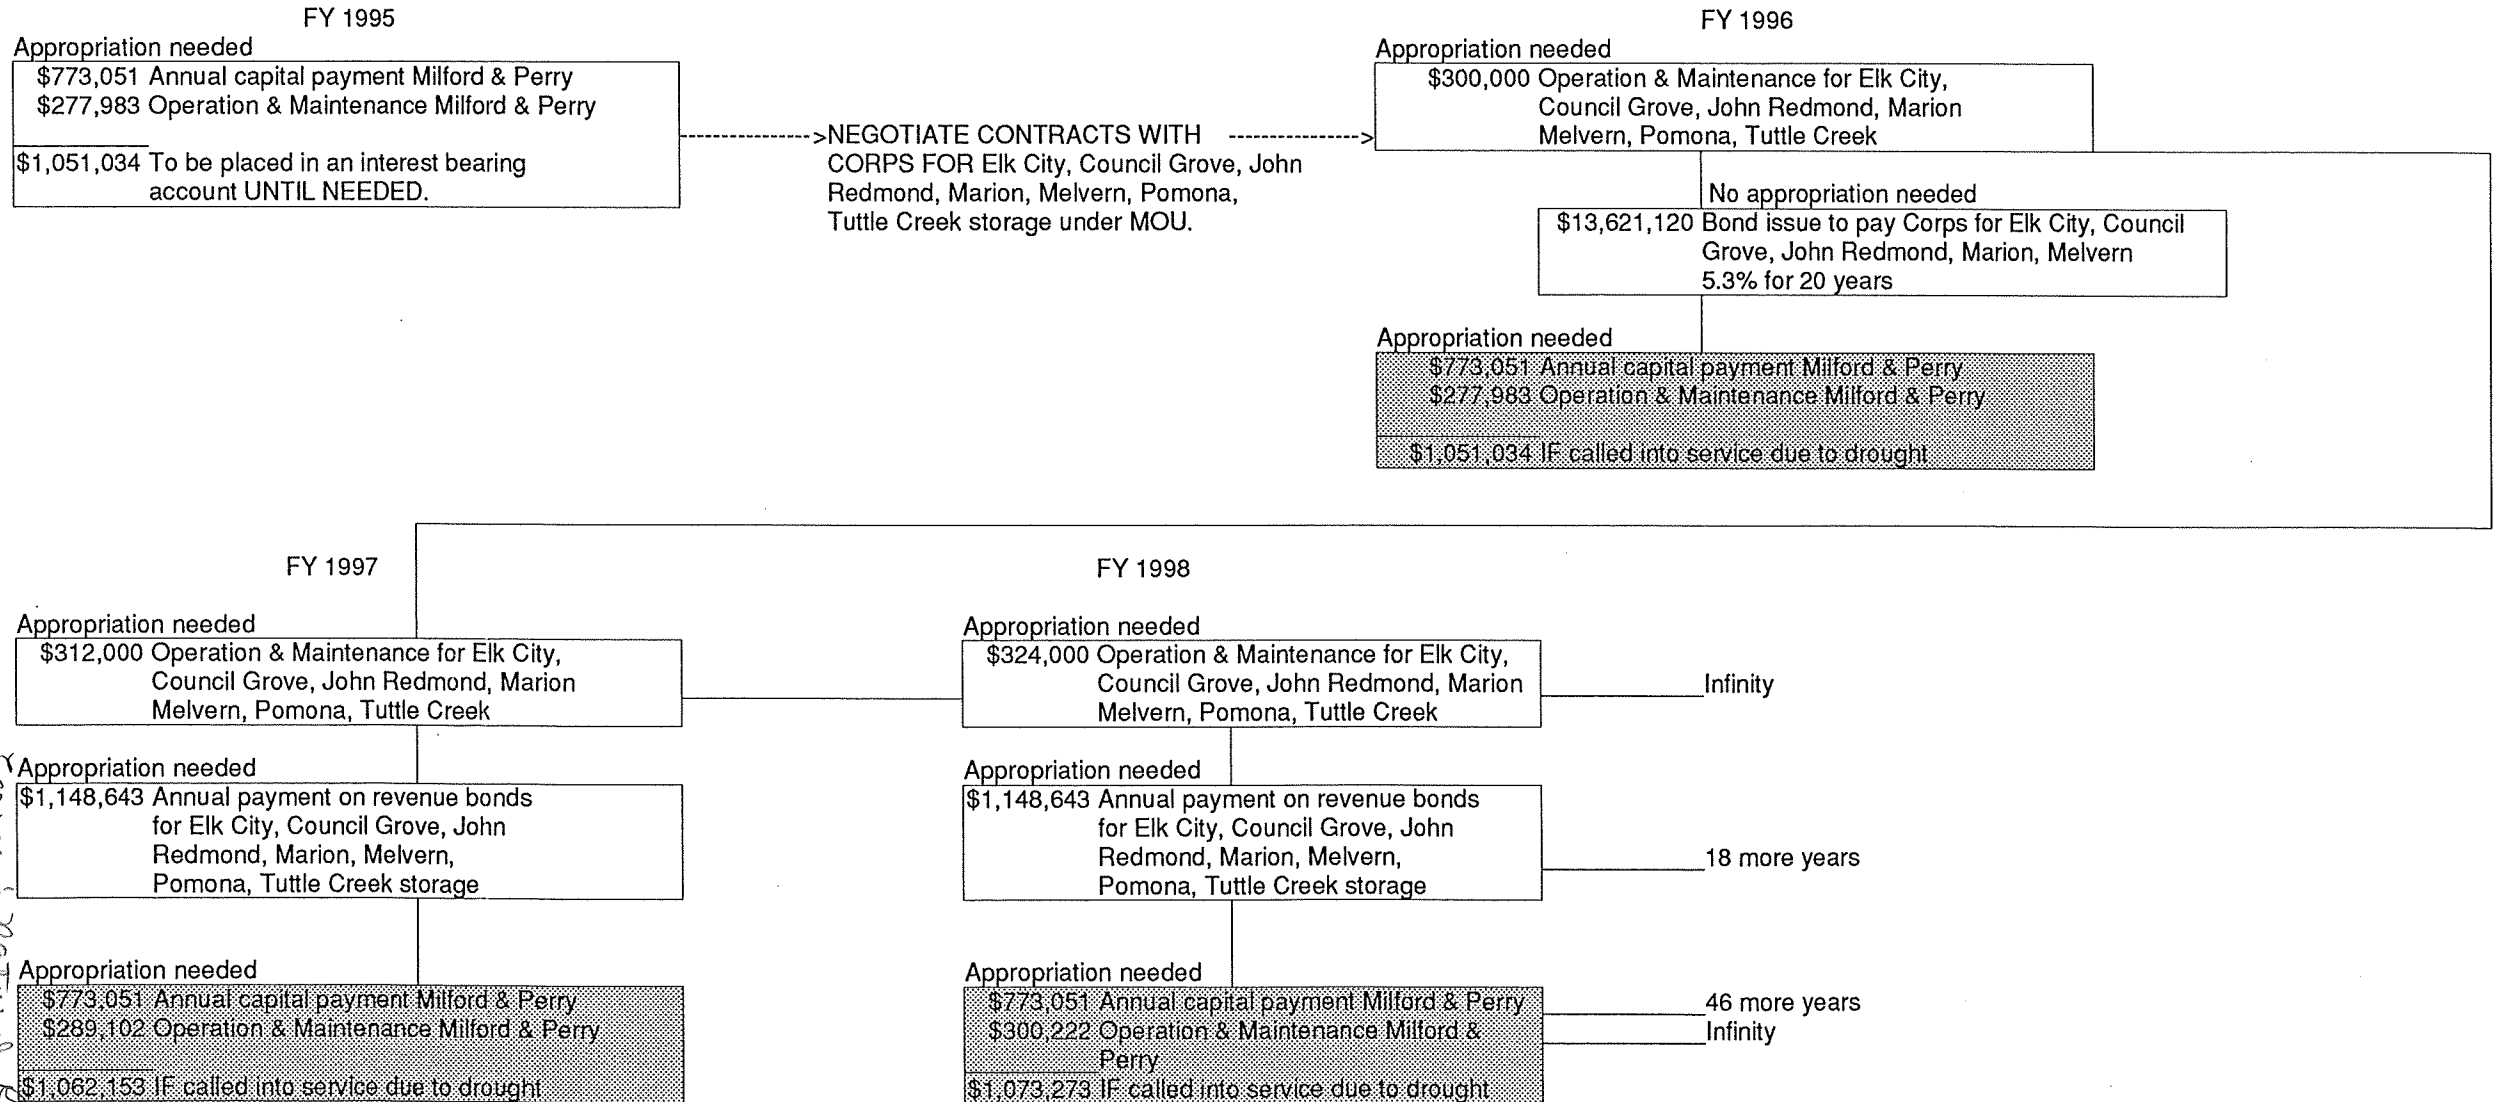 FY 1995
Appropriation needed
$773,051 Annual capital payment Milford & Perry
$277,983 Operation & Maintenance Milford & Perry
$1,051,034 To be placed in an interest bearing
account UNTIL NEEDED.
------------->NEGOTIATE CONTRACTS WITH ------------->
CORPS FOR Elk City, Council Grove, John
Redmond, Marion, Melvern, Pomona,
Tuttle Creek storage under MOU.
FY 1996
Appropriation needed
$300,000 Operation & Maintenance for Elk City,
Council Grove, John Redmond, Marion
Melvern, Pomona, Tuttle Creek
No appropriation needed
$13,621,120 Bond issue to pay Corps for Elk City, Council
Grove, John Redmond, Marion, Melvern
5.3% for 20 years
Appropriation needed
$773,051 Annual capital payment Milford & Perry
$277,983 Operation & Maintenance Milford & Perry
$1,051,034 IF called into service due to drought
FY 1997
Appropriation needed
$312,000 Operation & Maintenance for Elk City,
Council Grove, John Redmond, Marion
Melvern, Pomona, Tuttle Creek
Appropriation needed
$1,148,643 Annual payment on revenue bonds
for Elk City, Council Grove, John
Redmond, Marion, Melvern,
Pomona, Tuttle Creek storage
Appropriation needed
$773,051 Annual capital payment Milford & Perry
$289,102 Operation & Maintenance Milford & Perry
$1,062,153 IF called into service due to drought
FY 1998
Appropriation needed
$324,000 Operation & Maintenance for Elk City,
Council Grove, John Redmond, Marion
Melvern, Pomona, Tuttle Creek
Infinity
Appropriation needed
$1,148,643 Annual payment on revenue bonds
for Elk City, Council Grove, John
Redmond, Marion, Melvern,
Pomona, Tuttle Creek storage
18 more years
Appropriation needed
$773,051 Annual capital payment Milford & Perry
$300,222 Operation & Maintenance Milford &
Perry
$1,073,273 IF called into service due to drought
46 more years
Infinity